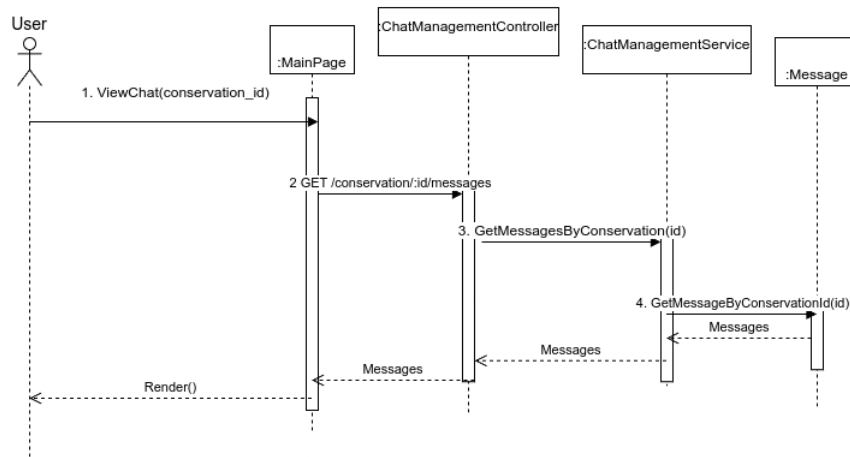 User
:MainPage
:ChatManagementController
:ChatManagementService
:Message
1. ViewChat(conservation_id)
2 GET /conservation/:id/messages
3. GetMessagesByConservation(id)
4. GetMessageByConservationId(id)
Messages
Messages
Messages
Render()